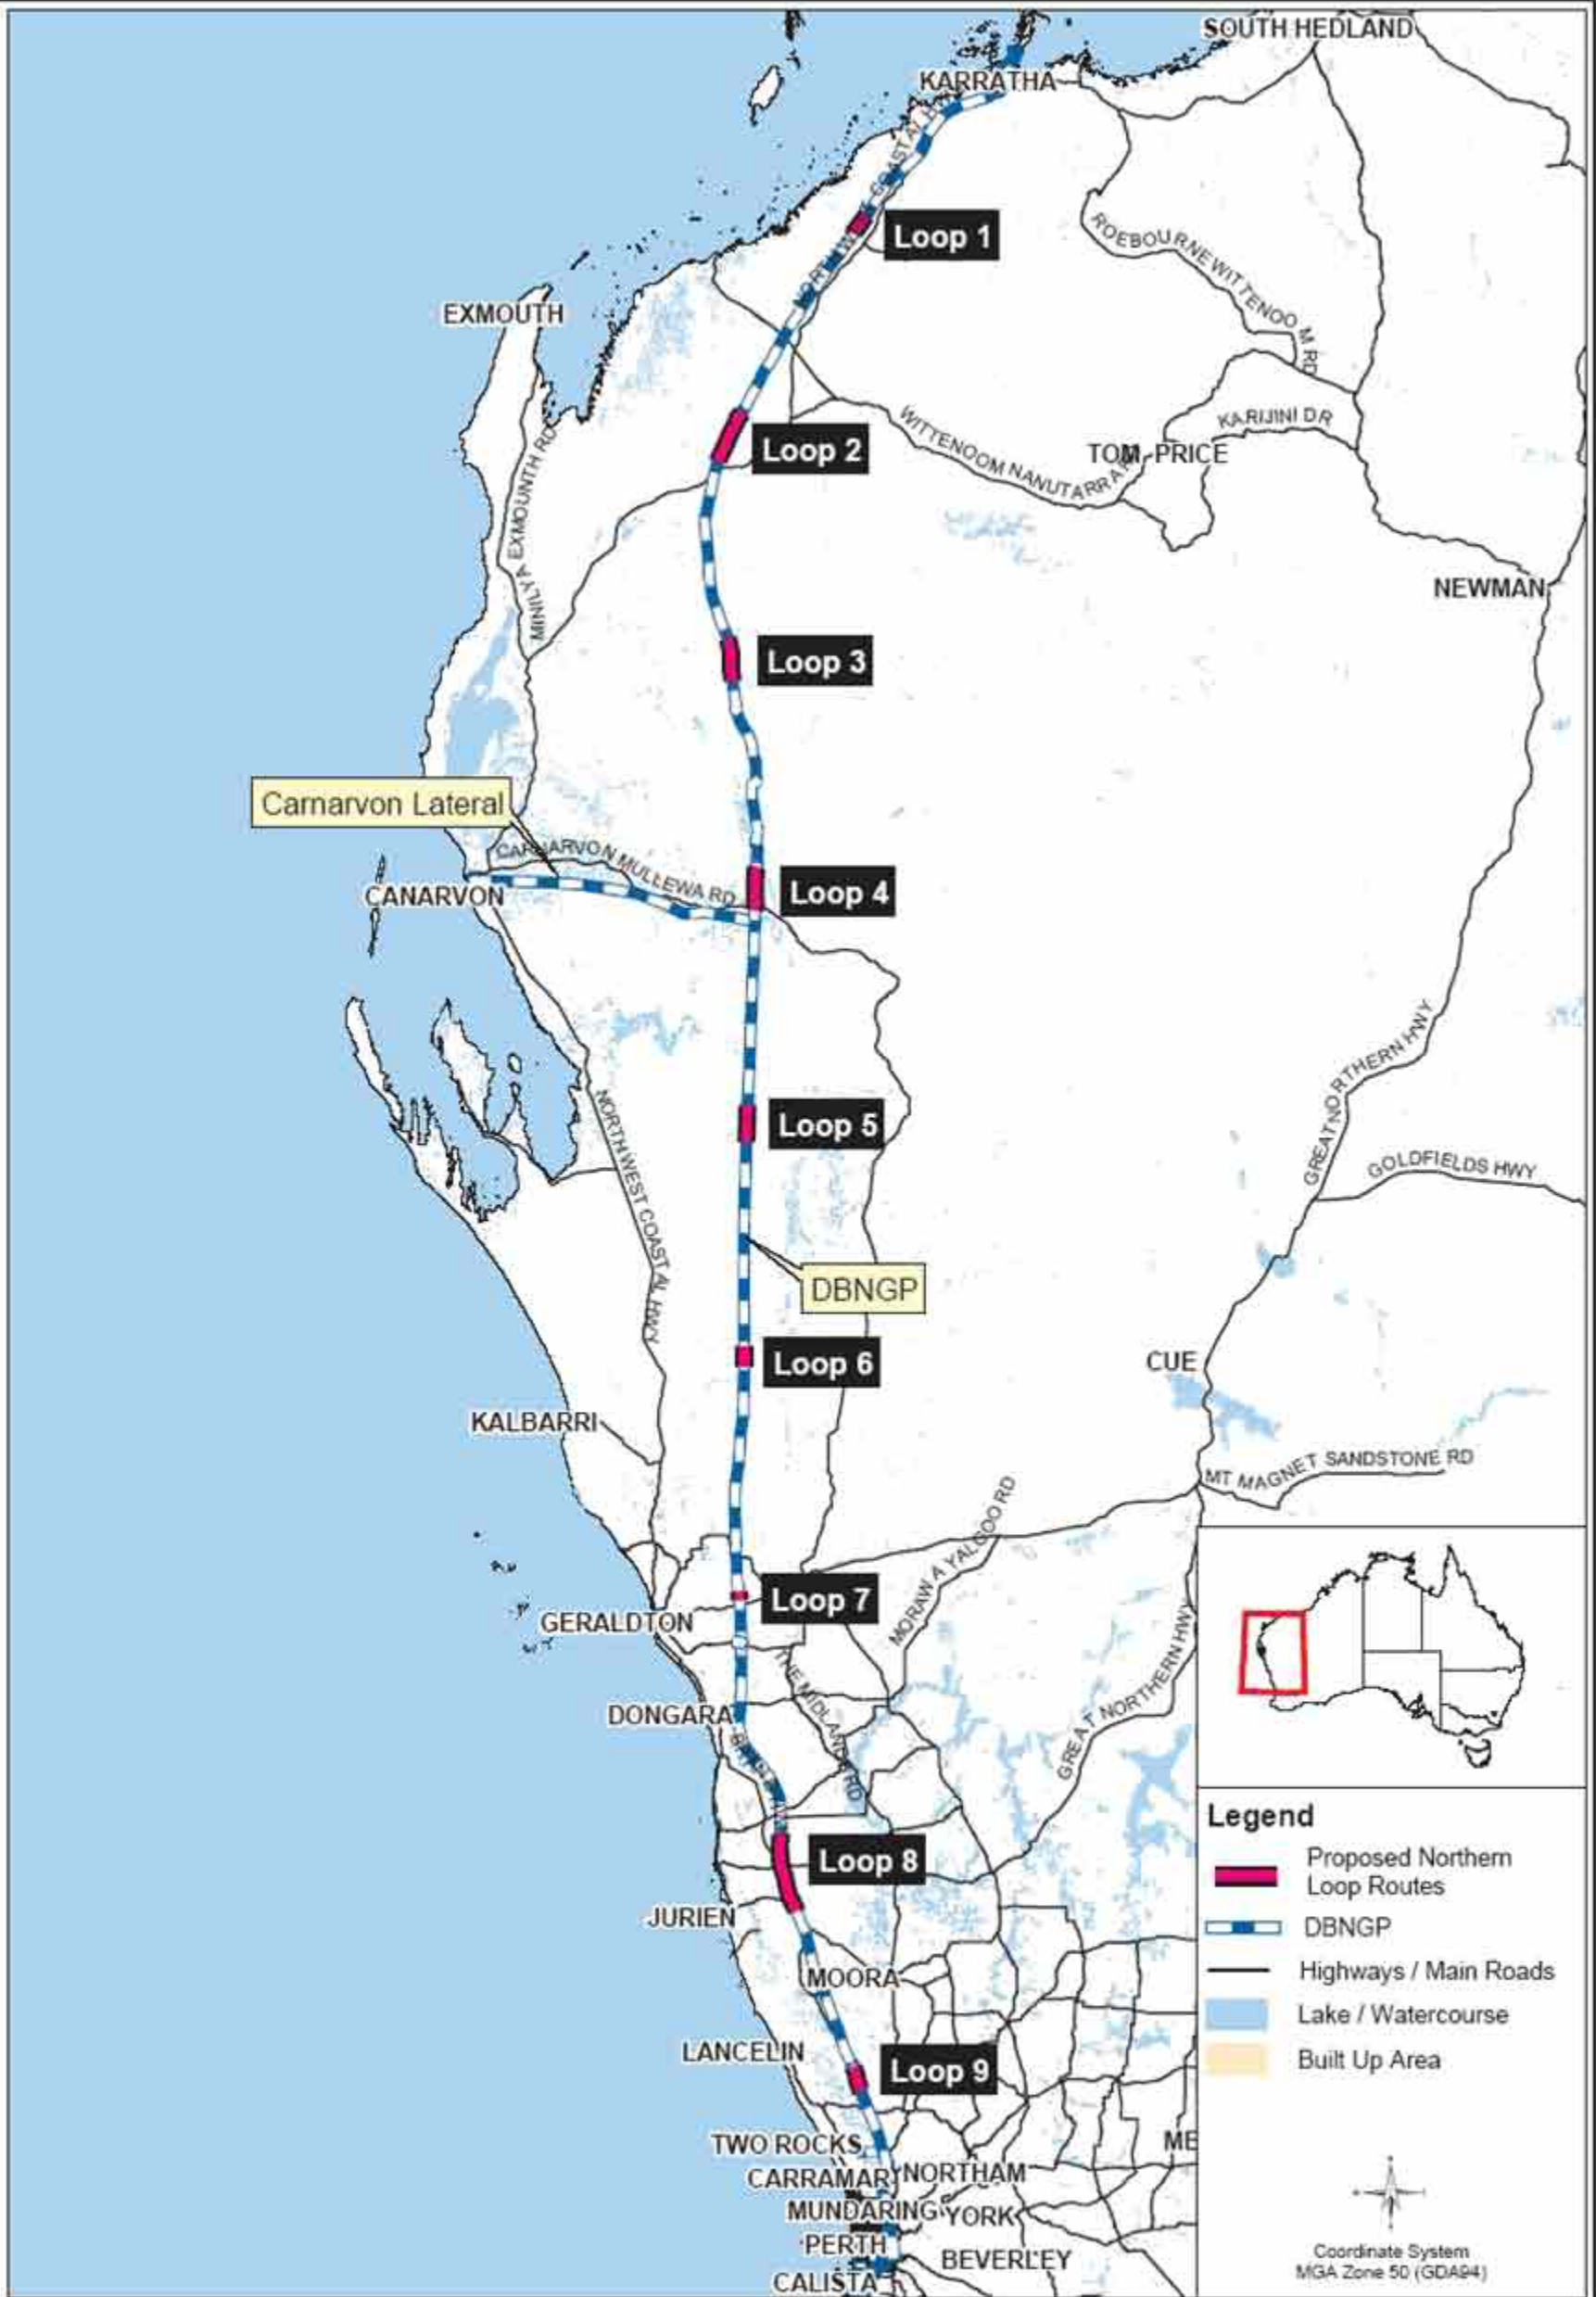 SOUTH HEDLAND
KARRATHA
Loop 1
ROEBOURNE WITTENOOM RD
EXMOUTH
KARIJINI DR
Loop 2
WITTENOOM NANUTARRA
TOM PRICE
MINILYA EXMOUNTH RD
NEWMAN
Loop 3
Carnarvon Lateral
CARNARVON MULLEWA RD
Loop 4
CANARVON
GREAT NORTHERN HWY
Loop 5
NORTH WEST COASTAL HWY
GOLDFIELDS HWY
DBNGP
Loop 6
CUE
KALBARRI
MT MAGNET SANDSTONE RD
MORAWA YALGOO RD
Loop 7
GERALDTON
THE MIDLANDS RD
GREAT NORTHERN HWY
DONGARA
Loop 8
JURIEN
MOORA
LANCELIN
Loop 9
TWO ROCKS
ME
CARRAMAR
NORTHAM
MUNDARING
YORK
PERTH
BEVERLEY
CALISTA
Legend
Proposed Northern
Loop Routes
DBNGP
Highways / Main Roads
Lake / Watercourse
Built Up Area
Coordinate System
MGA Zone 50 (GDA94)